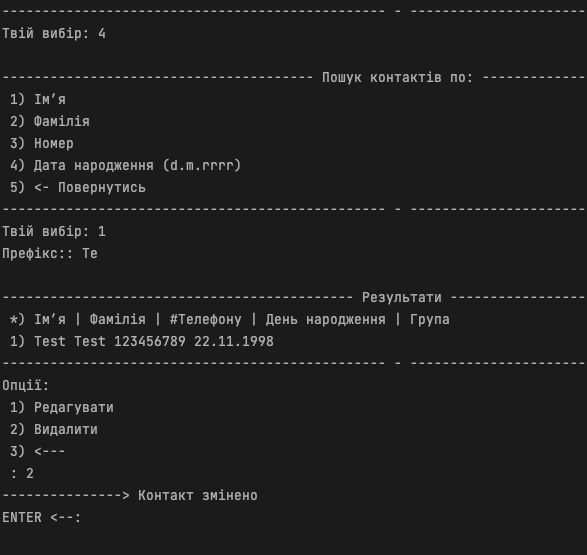 ------------------------------------------------ - ----------------------
Твій вибір: 4
--------------------------------------- Пошук контактів по: -------------
1) Ім’я
2) Фамілія
3) Номер
4) Дата народження (d.m.rrrr)
5) <- Повернутись
------------------------------------------------ - ----------------------
Твій вибір: 1
Префікс:: Te
-------------------------------------------- Результати -----------------
*) Ім’я | Фамілія | #Телефону | День народження | Група
1) Test Test 123456789 22.11.1998
------------------------------------------------ - ----------------------
Опції:
1) Редагувати
2) Видалити
3) <---
: 2
---------------> Контакт змінено
ENTER <--: